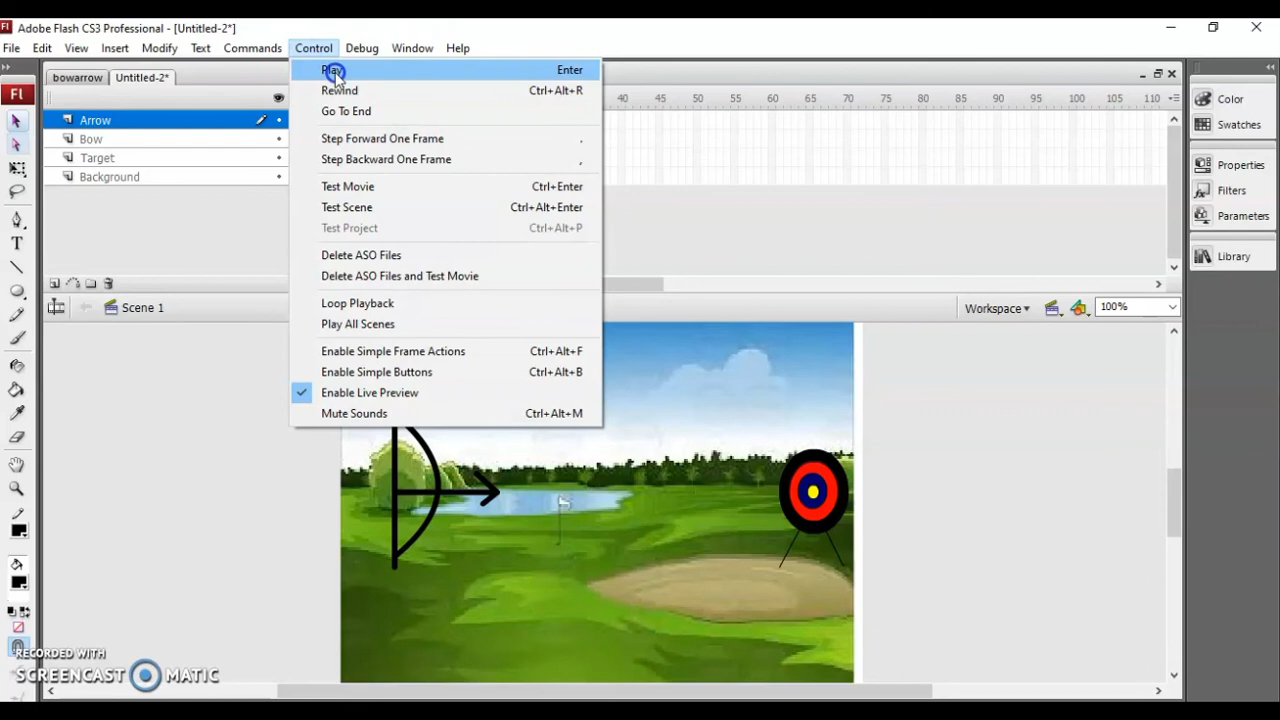 Fl Adobe Flash CS3 Professional - [Untitled-2*]
File Edit View Insert Modify Text Commands Control Debug Window Help
bowarrow Untitled-2*
Play Enter
Rewind Ctrl+Alt+R
Go To End
Step Forward One Frame .
Step Backward One Frame ,
Test Movie Ctrl+Enter
Test Scene Ctrl+Alt+Enter
Test Project Ctrl+Alt+P
Delete ASO Files
Delete ASO Files and Test Movie
Loop Playback
Play All Scenes
Enable Simple Frame Actions Ctrl+Alt+F
Enable Simple Buttons Ctrl+Alt+B
Enable Live Preview
Mute Sounds Ctrl+Alt+M
40 45 50 55 60 65 70 75 80 85 90 95 100 105 110
Fl
Arrow
Bow
Target
Background
T
Scene 1
Workspace 100%
Color
Swatches
Properties
Filters
Parameters
Library
RECORDED WITH
SCREENCAST MATIC